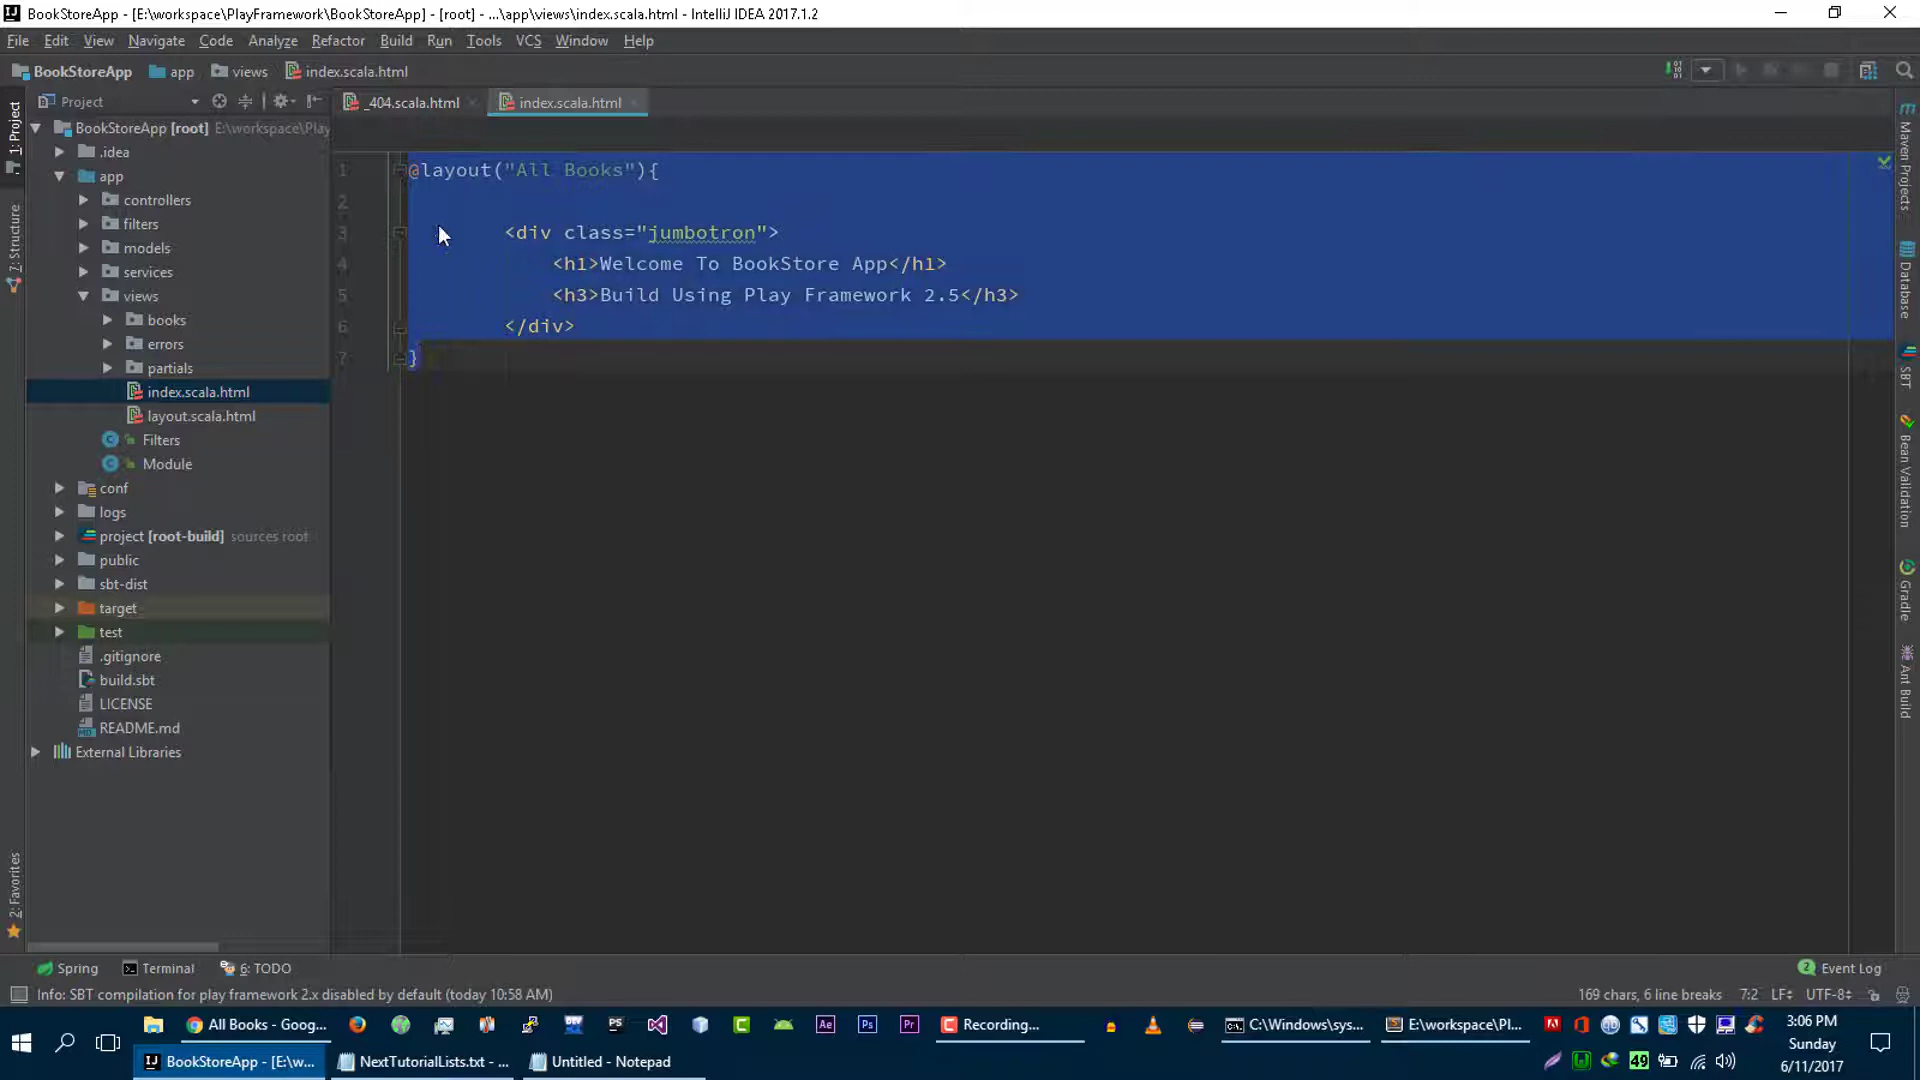 BookStoreApp - [E:\workspace\PlayFramework\BookStoreApp] - [root] - ...\app\views\index.scala.html - IntelliJ IDEA 2017.1.2
File Edit View Navigate Code Analyze Refactor Build Run Tools VCS Window Help
BookStoreApp app views index.scala.html
Project
_404.scala.html
index.scala.html
1: Project
7: Structure
2: Favorites
BookStoreApp [root] E:\workspace\Play
.idea
app
controllers
filters
models
services
views
books
errors
partials
index.scala.html
layout.scala.html
Filters
Module
conf
logs
project [root-build] sources root
public
sbt-dist
target
test
.gitignore
build.sbt
LICENSE
README.md
External Libraries
1 @layout("All Books"){
2
3 <div class="jumbotron">
4 <h1>Welcome To BookStore App</h1>
5 <h3>Build Using Play Framework 2.5</h3>
6 </div>
7 }
Maven Projects
Database
SBT
Bean Validation
Gradle
Ant Build
Spring Terminal 6: TODO
2 Event Log
Info: SBT compilation for play framework 2.x disabled by default (today 10:58 AM)
169 chars, 6 line breaks 7:2 LF UTF-8
All Books - Goog...
PS
Ae
Ps
Pr
Recording...
C:\Windows\sys...
E:\workspace\Pl...
BookStoreApp - [E:\w...
NextTutorialLists.txt - ...
Untitled - Notepad
49
3:06 PM
Sunday
6/11/2017